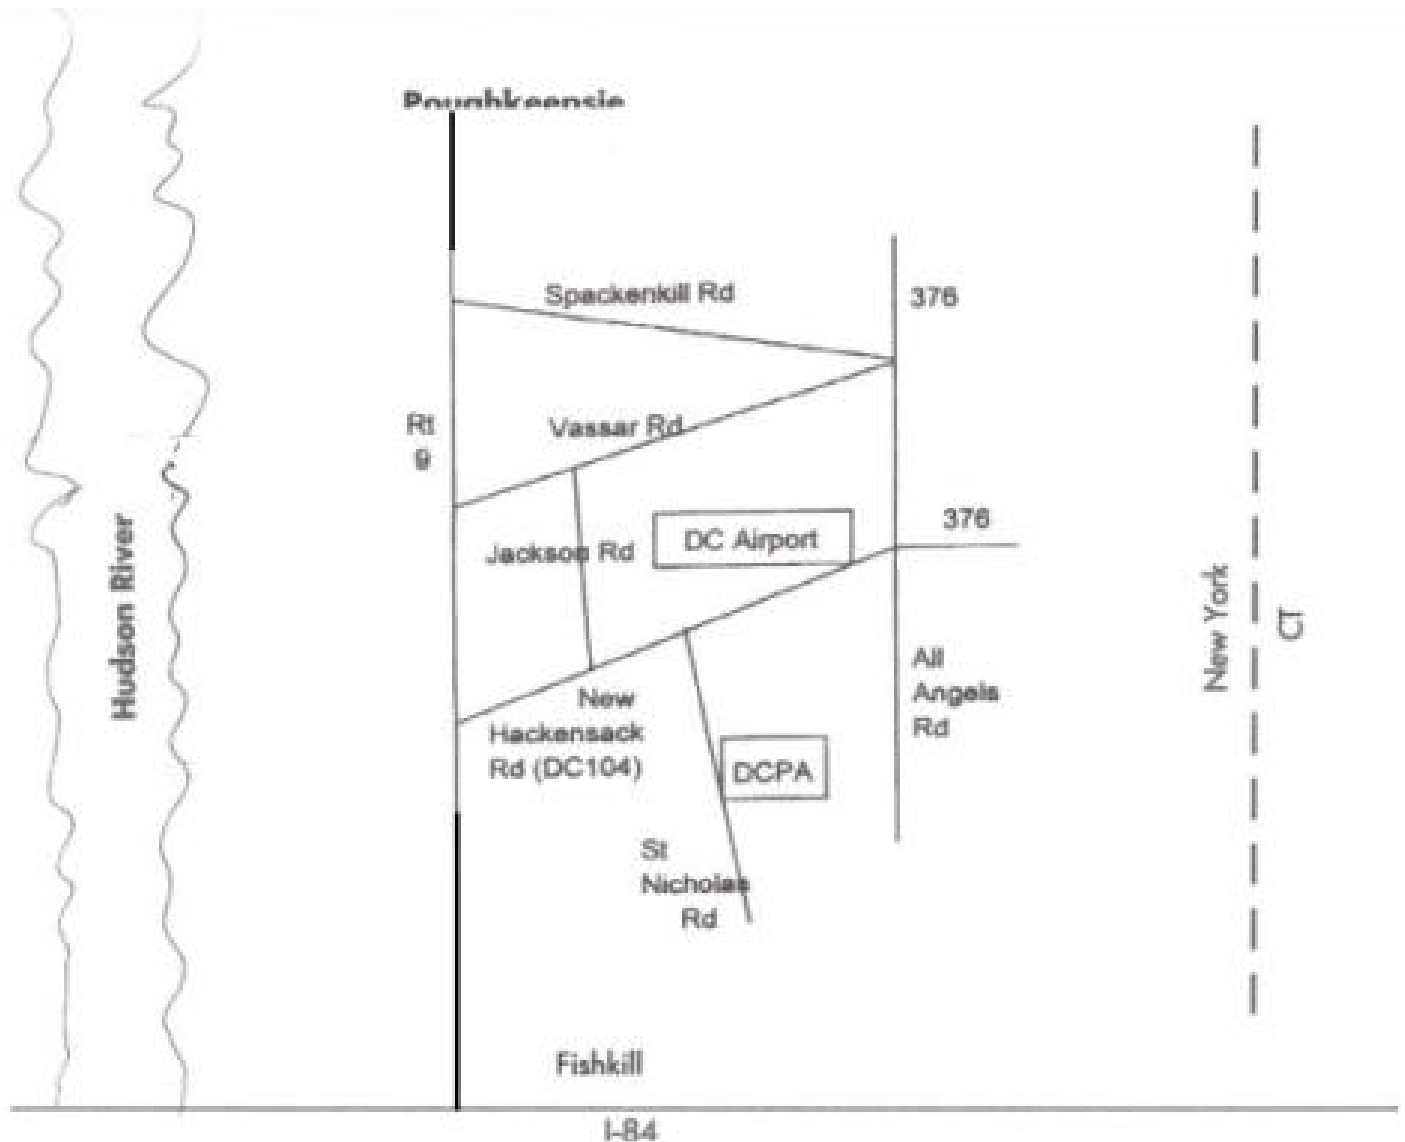 Poughkeepsie
Spackenkill Rd
376
Rt
9
Vassar Rd
376
Jackson Rd
DC Airport
Hudson River
New York
CT
All
Angels
Rd
New
Hackensack
Rd (DC104)
DCPA
St
Nicholas
Rd
Fishkill
I-84